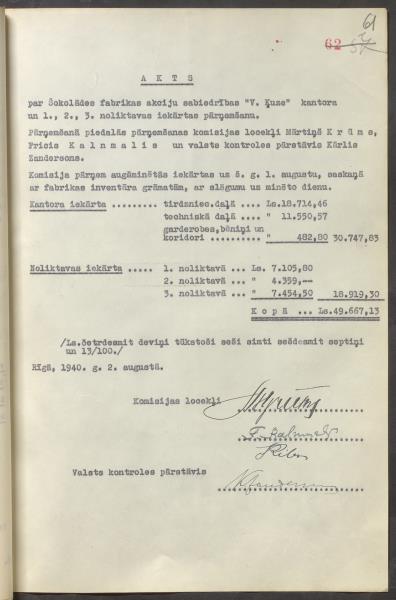 61
62
A K T S
par Šokolādes fabrikas akciju sabiedrības "V. Ķuze" kantora
un 1., 2., 3. noliktavas iekārtas pārņemšanu.
Pārņemšanā piedalās pārņemšanas komisijas locekļi Mārtiņš K r ū m s,
Fricis K a l n m a l i s un valsts kontroles pārstāvis Kārlis
Zandersons.
Komisija pārņem augšminētās iekārtas uz š. g. 1. augustu, saskaņā
ar fabrikas inventāra grāmatām, ar slēgumu uz minēto dienu.
Kantora iekārta ......... tirdzniec.daļā .... Ls.18.714,46
techniskā daļā .... " 11.550,57
garderobes,bēniņi un
koridori .......... " 482,80 30.747,83
Noliktavas iekārta ..... 1. noliktavā ... Ls. 7.105,80
2. noliktavā ... " 4.359,--
3. noliktavā ... " 7.454,50 18.919,30
K o p ā ... Ls.49.667,13
/Ls.četrdesmit deviņi tūkstoši seši simti sešdesmit septiņi
un 13/100./
Rīgā, 1940. g. 2. augustā.
Komisijas locekļi
Valsts kontroles pārstāvis